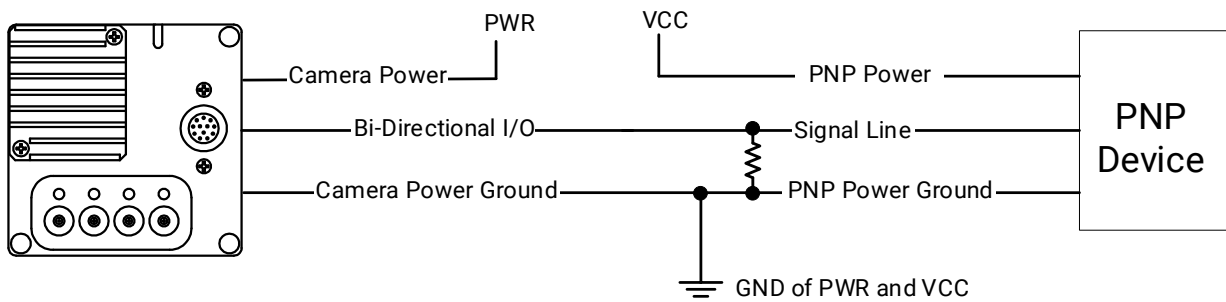 PWR
VCC
Camera Power
PNP Power
Bi-Directional I/O
Signal Line
PNP
Device
Camera Power Ground
PNP Power Ground
GND of PWR and VCC